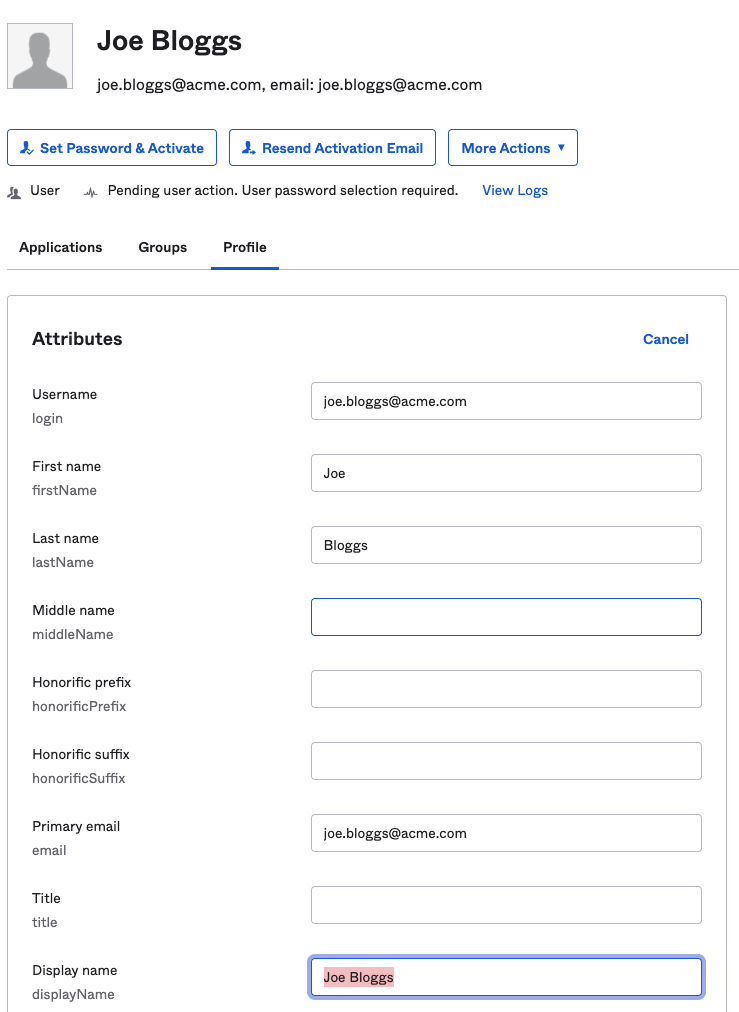 Joe Bloggs
joe.bloggs@acme.com, email: joe.bloggs@acme.com
Set Password & Activate Resend Activation Email More Actions ▼
User Pending user action. User password selection required. View Logs
Applications Groups Profile
Attributes Cancel
Username
login
joe.bloggs@acme.com
First name
firstName
Joe
Last name
lastName
Bloggs
Middle name
middleName
Honorific prefix
honorificPrefix
Honorific suffix
honorificSuffix
Primary email
email
joe.bloggs@acme.com
Title
title
Display name
displayName
Joe Bloggs